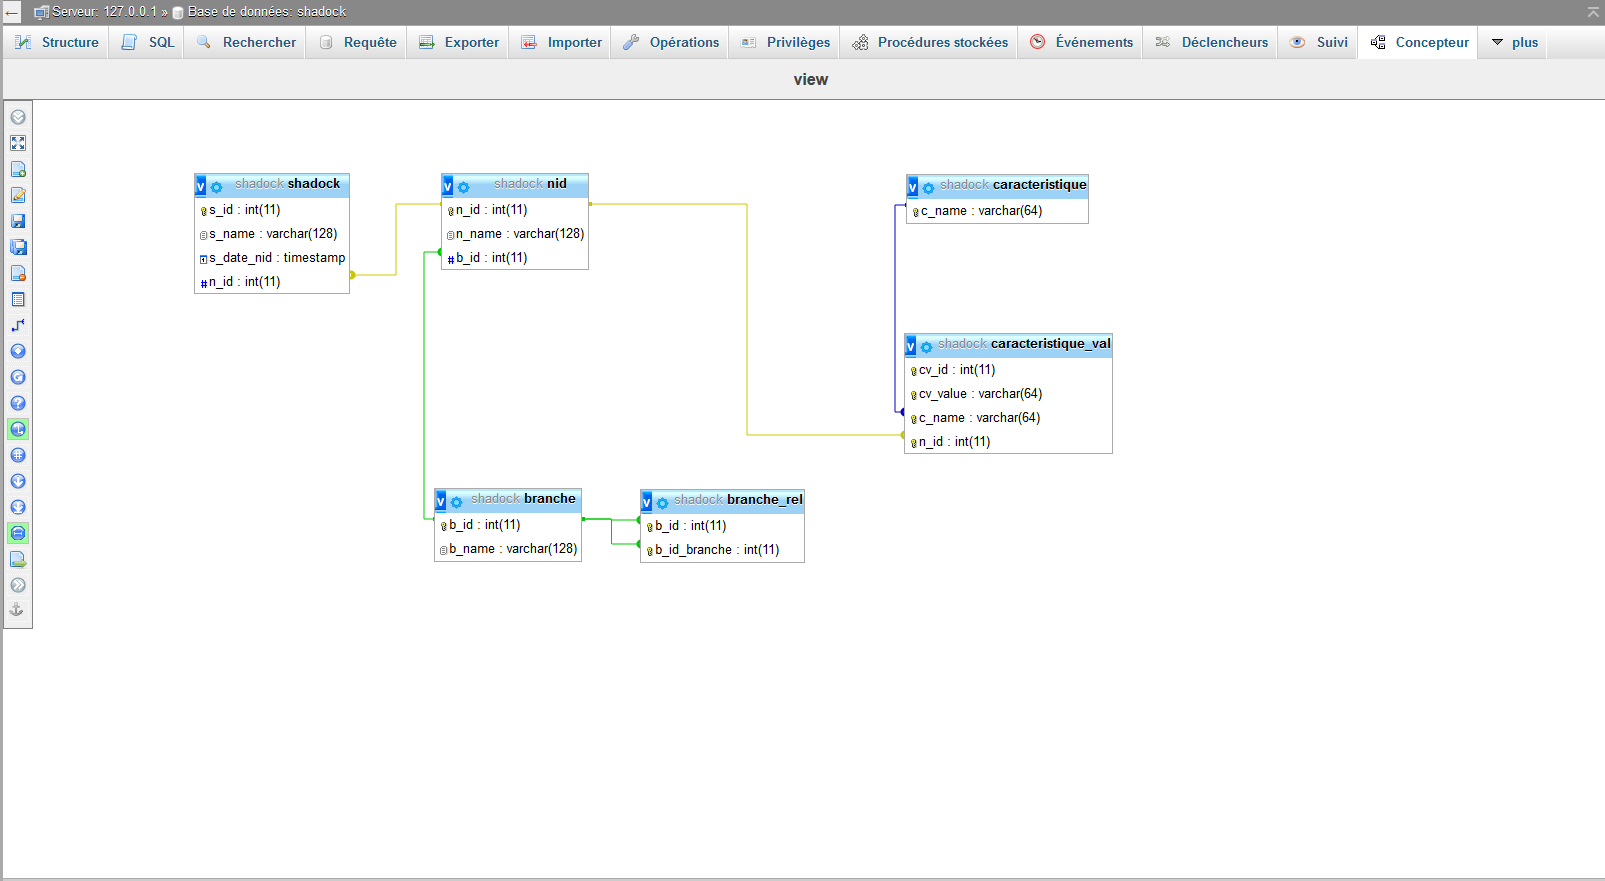 Serveur: 127.0.0.1 » Base de données: shadock
Structure SQL Rechercher Requête Exporter Importer Opérations Privilèges Procédures stockées Événements Déclencheurs Suivi Concepteur plus
view
shadock shadock
s_id : int(11)
s_name : varchar(128)
s_date_nid : timestamp
n_id : int(11)
shadock nid
n_id : int(11)
n_name : varchar(128)
b_id : int(11)
shadock caracteristique
c_name : varchar(64)
shadock caracteristique_val
cv_id : int(11)
cv_value : varchar(64)
c_name : varchar(64)
n_id : int(11)
shadock branche
b_id : int(11)
b_name : varchar(128)
shadock branche_rel
b_id : int(11)
b_id_branche : int(11)